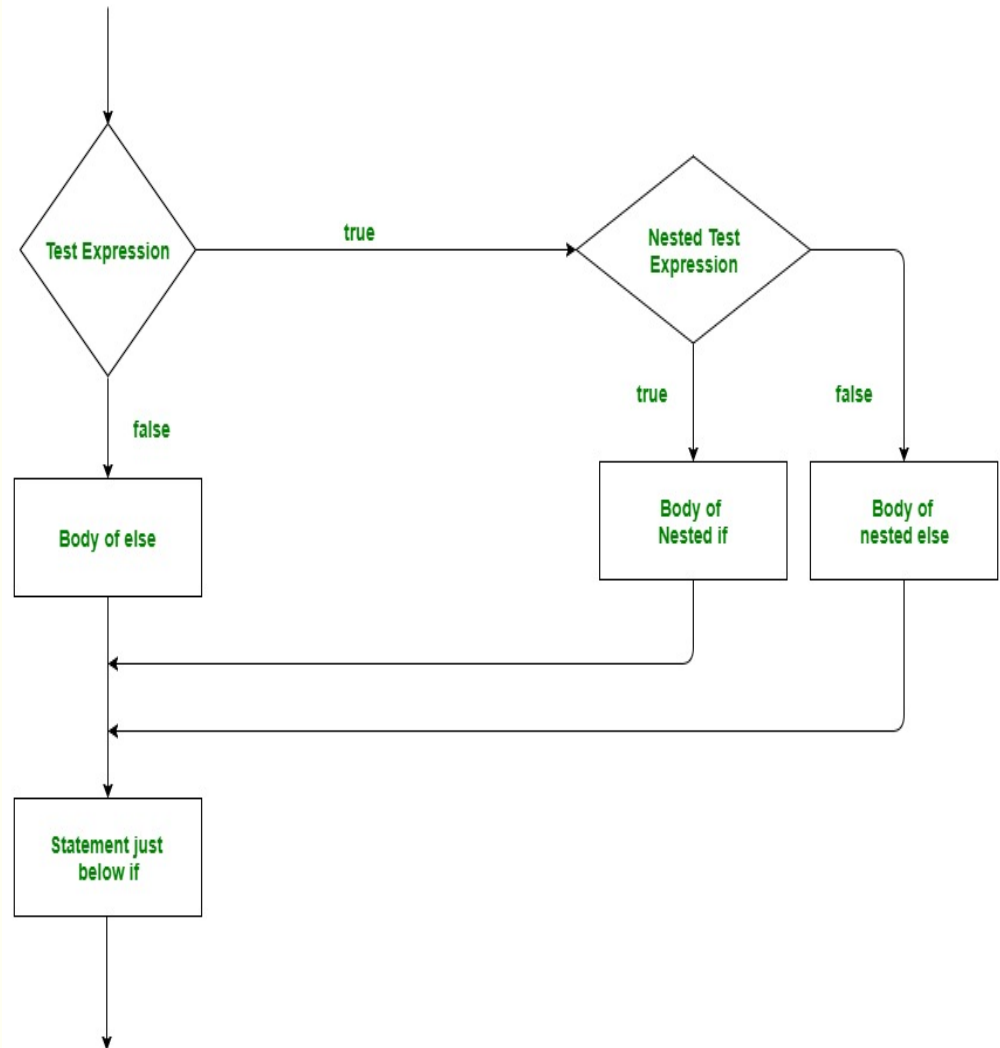 true
Test Expression
Nested Test
Expression
true
false
false
Body of else
Body of
Nested if
Body of
nested else
Statement just
below if